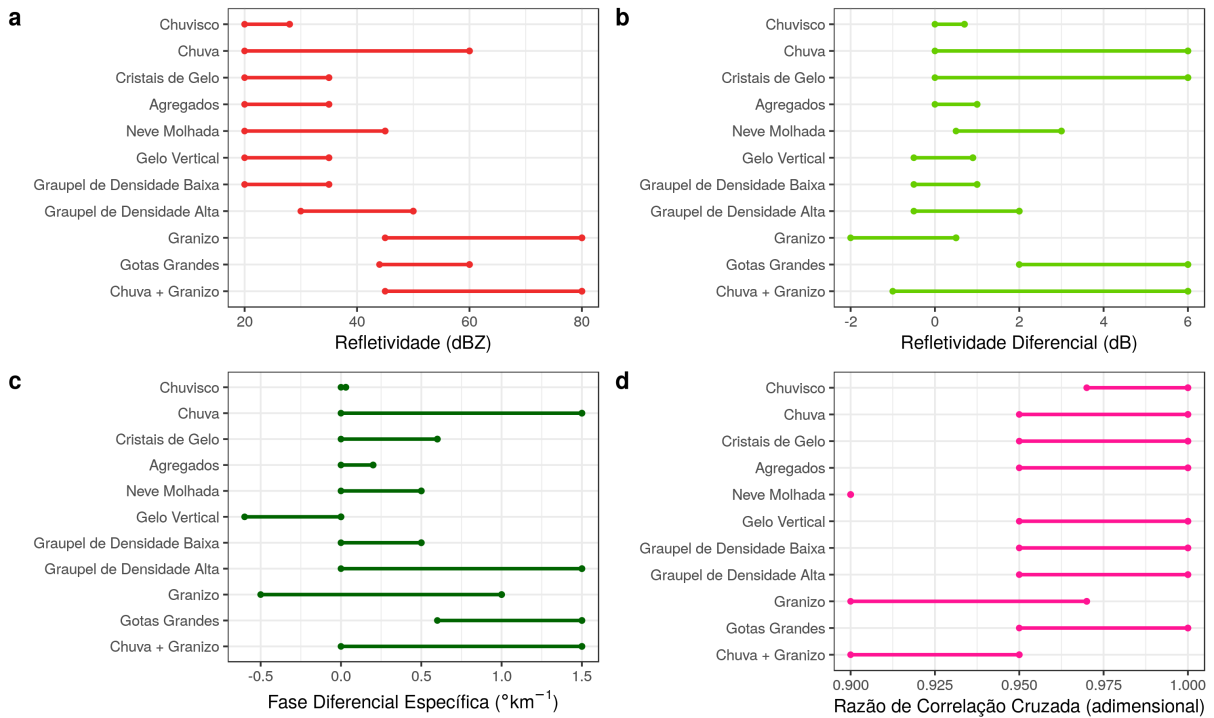 a
Chuvisco
Chuva
Cristais de Gelo
Agregados
Neve Molhada
Gelo Vertical
Graupel de Densidade Baixa
Graupel de Densidade Alta
Granizo
Gotas Grandes
Chuva + Granizo
20 40 60 80
Refletividade (dBZ)
b
Chuvisco
Chuva
Cristais de Gelo
Agregados
Neve Molhada
Gelo Vertical
Graupel de Densidade Baixa
Graupel de Densidade Alta
Granizo
Gotas Grandes
Chuva + Granizo
-2 0 2 4 6
Refletividade Diferencial (dB)
c
Chuvisco
Chuva
Cristais de Gelo
Agregados
Neve Molhada
Gelo Vertical
Graupel de Densidade Baixa
Graupel de Densidade Alta
Granizo
Gotas Grandes
Chuva + Granizo
-0.5 0.0 0.5 1.0 1.5
Fase Diferencial Específica (°km⁻¹)
d
Chuvisco
Chuva
Cristais de Gelo
Agregados
Neve Molhada
Gelo Vertical
Graupel de Densidade Baixa
Graupel de Densidade Alta
Granizo
Gotas Grandes
Chuva + Granizo
0.900 0.925 0.950 0.975 1.000
Razão de Correlação Cruzada (adimensional)